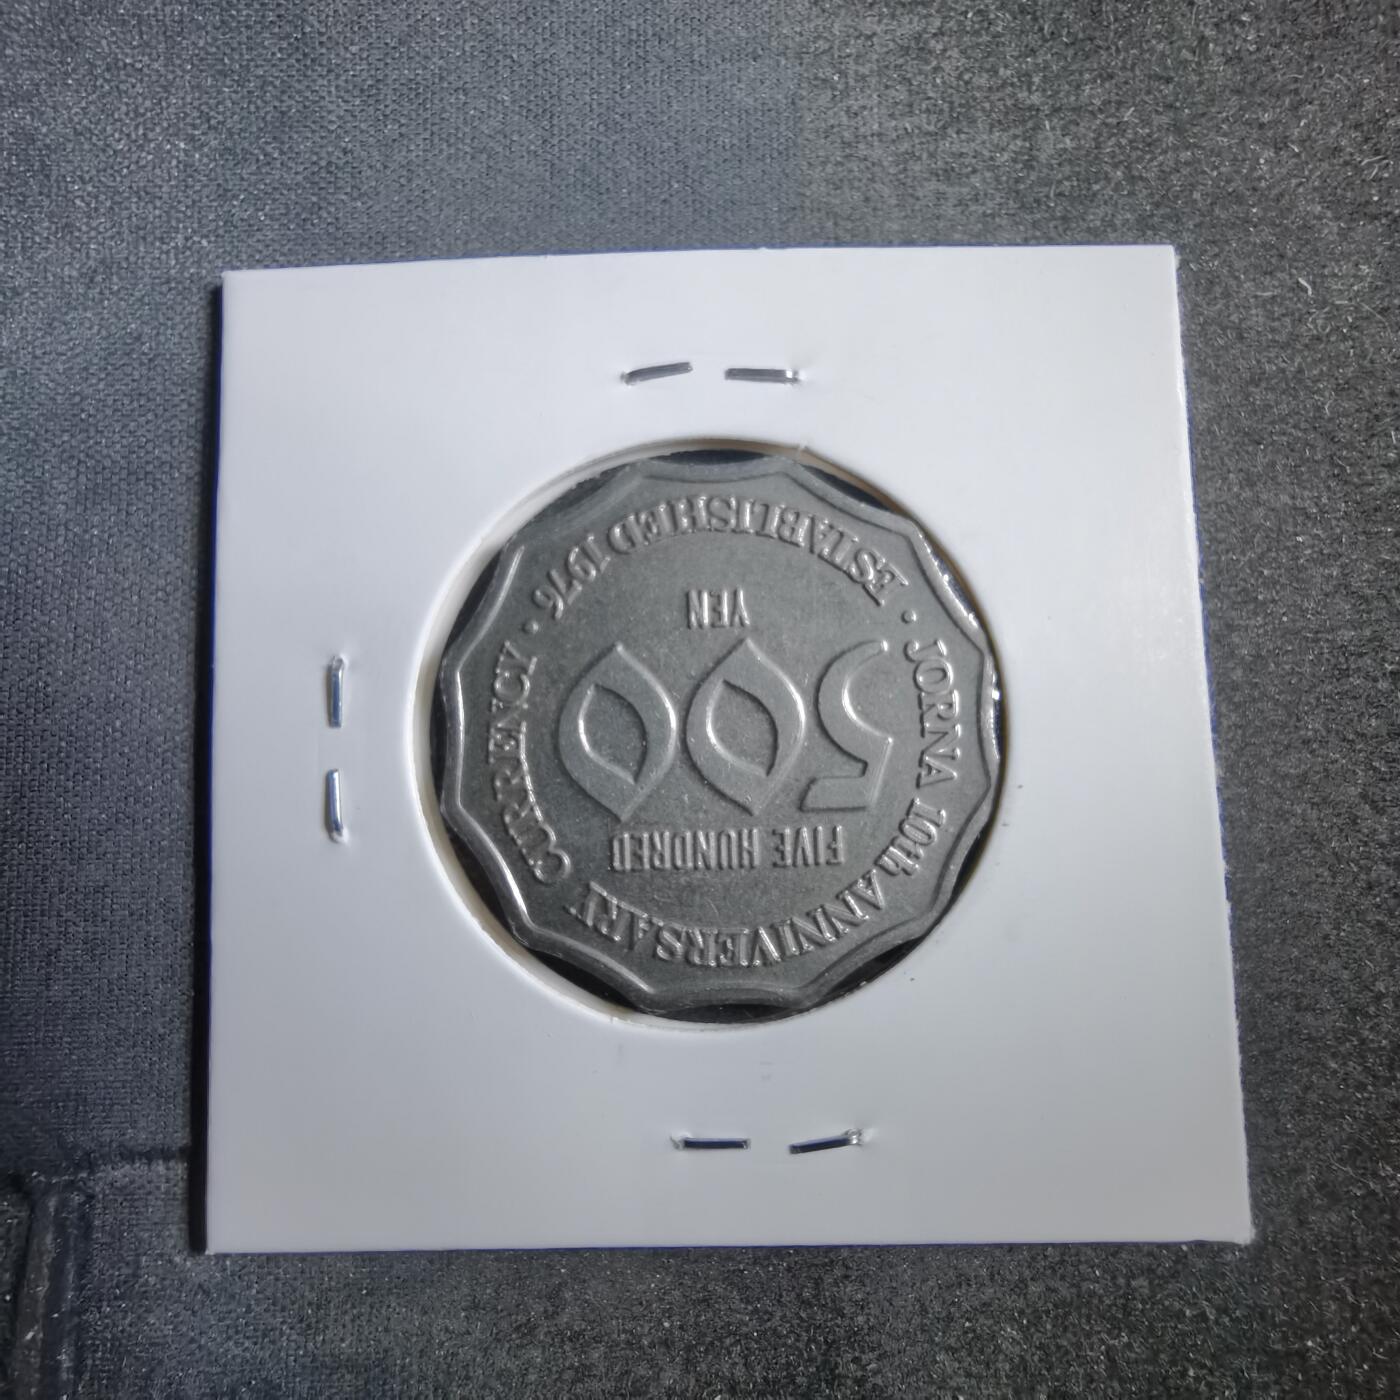 JORNA 10th ANNIVERSARY CURRENCY
FIVE HUNDRED
500
YEN
· ESTABLISHED 1976 ·